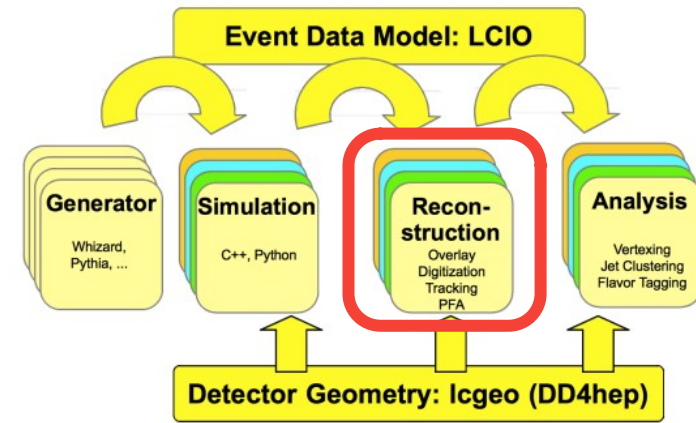 Event Data Model: LCIO
Generator
Whizard,
Pythia, ...
Simulation
C++, Python
Recon-
struction
Overlay
Digitization
Tracking
PFA
Analysis
Vertexing
Jet Clustering
Flavor Tagging
Detector Geometry: lcgeo (DD4hep)